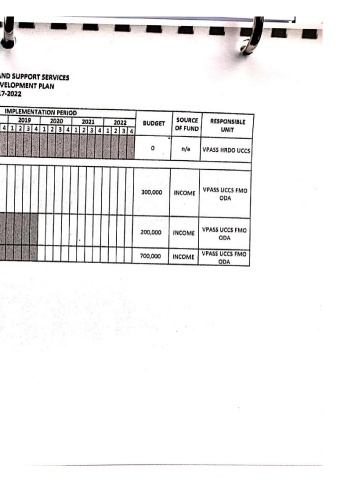 AND SUPPORT SERVICES
VELOPMENT PLAN
17-2022
IMPLEMENTATION PERIOD
BUDGET
SOURCE OF FUND
RESPONSIBLE UNIT
2019 2020 2021 2022
4 1 2 3 4 1 2 3 4 1 2 3 4 1 2 3 4
0 n/a VPASS HRDO UCCS
300,000 INCOME VPASS UCCS FMO
ODA
200,000 INCOME VPASS UCCS FMO
ODA
700,000 INCOME VPASS UCCS FMO
ODA